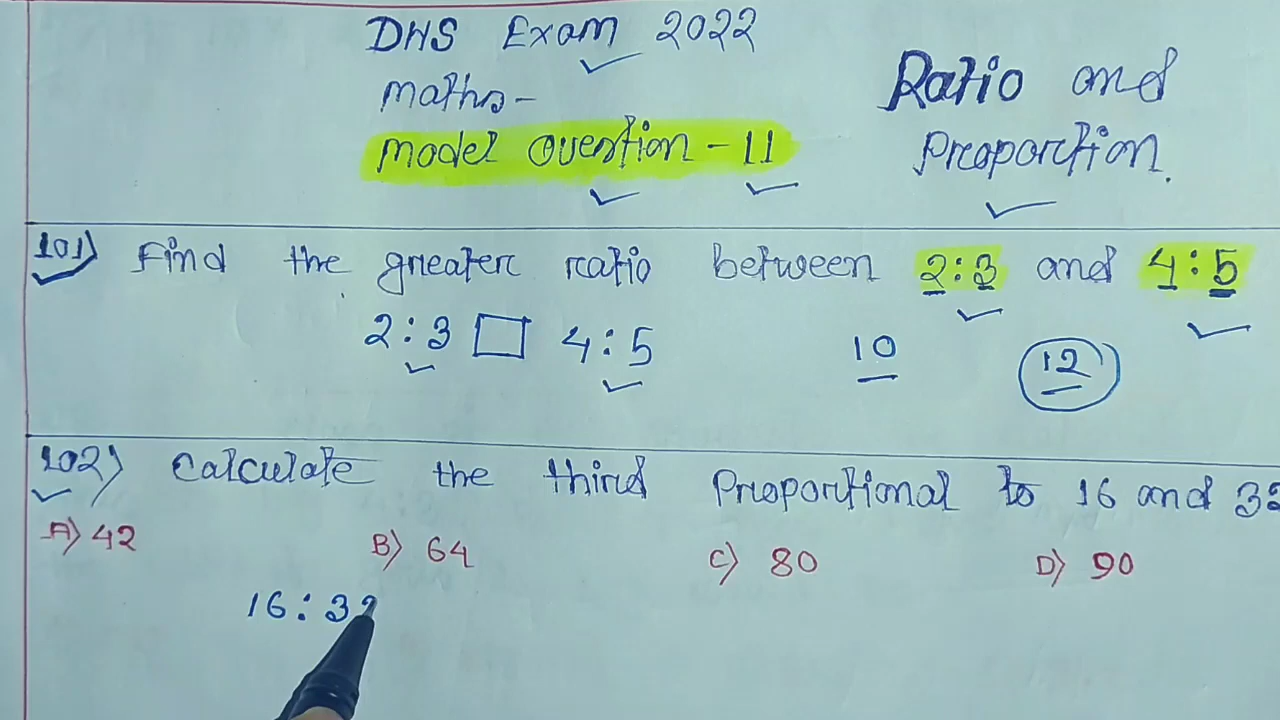 DHS Exam 2022
maths-
model question - 11
Ratio and
Proportion.
101) Find the greater ratio between 2:3 and 4:5
2:3 □ 4:5 10 12
102) Calculate the third Proportional to 16 and 32
A) 42 B) 64 C) 80 D) 90
16:32